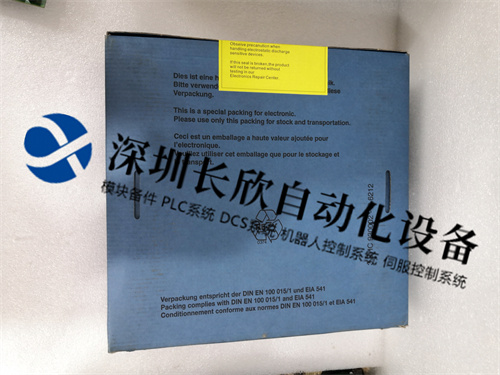 Observe precaution when
handling electrostatic discharge
sensitive devices.
If this seal is broken the product
will not be returned without
testing in our
Electronics Repair Center.
Dies ist eine h
Bitte verwend
Verpackung.
This is a special packing for electronic.
Please use only this packing for stock and transportation.
Ceci est un emballage a haute valeur ajoutée pour
l'electronique.
Veuillez utiliser cet emballage que pour le stockage et
transport.
深圳长欣自动化设备
模块备件 PLC系统 DCS系统 机器人控制系统 伺服控制系统
Verpackung entspricht der DIN EN 100 015/1 und EIA 541
Packing complies with DIN EN 100 015/1 and EIA 541
Conditionnement conforme aux normes DIN EN 100 015/1 et EIA 541